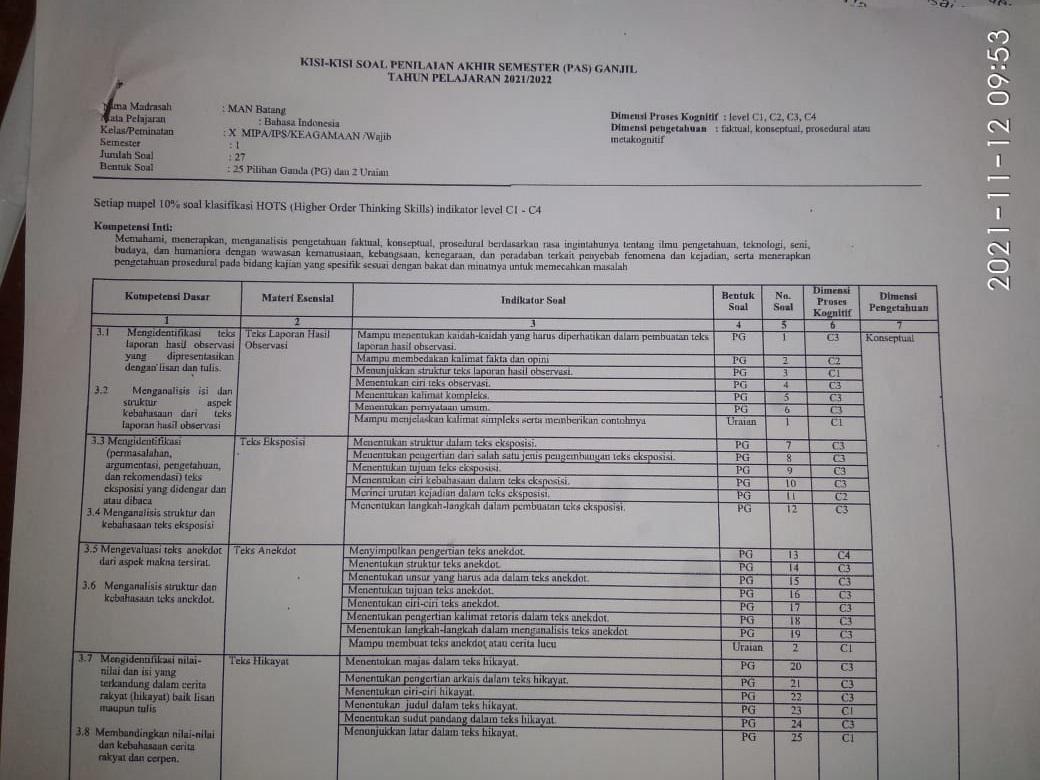 KISI-KISI SOAL PENILAIAN AKHIR SEMESTER (PAS) GANJIL
TAHUN PELAJARAN 2021/2022
Nama Madrasah : MAN Batang
Mata Pelajaran : Bahasa Indonesia
Kelas/Peminatan : X MIPA/IPS/KEAGAMAAN /Wajib
Semester : 1
Jumlah Soal : 27
Bentuk Soal : 25 Pilihan Ganda (PG) dan 2 Uraian
Dimensi Proses Kognitif : level C1, C2, C3, C4
Dimensi pengetahuan : faktual, konseptual, prosedural atau
metakognitif
Setiap mapel 10% soal klasifikasi HOTS (Higher Order Thinking Skills) indikator level C1 - C4
Kompetensi Inti:
Memahami, menerapkan, menganalisis pengetahuan faktual, konseptual, prosedural berdasarkan rasa ingintahunya tentang ilmu pengetahuan, teknologi, seni,
budaya, dan humaniora dengan wawasan kemanusiaan, kebangsaan, kenegaraan, dan peradaban terkait penyebab fenomena dan kejadian, serta menerapkan
pengetahuan prosedural pada bidang kajian yang spesifik sesuai dengan bakat dan minatnya untuk memecahkan masalah
Kompetensi Dasar Materi Esensial Indikator Soal Bentuk Soal No. Soal Dimensi Proses Kognitif Dimensi Pengetahuan
1 2 3 4 5 6 7
3.1 Mengidentifikasi teks
laporan hasil observasi
yang dipresentasikan
dengan lisan dan tulis.
3.2 Menganalisis isi dan
struktur aspek
kebahasaan dari teks
laporan hasil observasi
Teks Laporan Hasil
Observasi
Mampu menentukan kaidah-kaidah yang harus diperhatikan dalam pembuatan teks
laporan hasil observasi. PG 1 C3 Konseptual
Mampu membedakan kalimat fakta dan opini PG 2 C2
Menunjukkan struktur teks laporan hasil observasi. PG 3 C1
Menentukan ciri teks observasi. PG 4 C3
Menentukan kalimat kompleks. PG 5 C3
Menentukan pernyataan umum. PG 6 C3
Mampu menjelaskan kalimat simpleks serta memberikan contohnya Uraian 1 C1
3.3 Mengidentifikasi
(permasalahan,
argumentasi, pengetahuan,
dan rekomendasi) teks
eksposisi yang didengar dan
atau dibaca
3.4 Menganalisis struktur dan
kebahasaan teks eksposisi
Teks Eksposisi
Menentukan struktur dalam teks eksposisi. PG 7 C3
Menentukan pengertian dari salah satu jenis pengembangan teks eksposisi. PG 8 C3
Menentukan tujuan teks eksposisi. PG 9 C3
Menentukan ciri kebahasaan dalam teks eksposisi. PG 10 C3
Merinci urutan kejadian dalam teks eksposisi. PG 11 C2
Menentukan langkah-langkah dalam pembuatan teks eksposisi. PG 12 C3
3.5 Mengevaluasi teks anekdot
dari aspek makna tersirat.
3.6 Menganalisis struktur dan
kebahasaan teks anekdot.
Teks Anekdot
Menyimpulkan pengertian teks anekdot. PG 13 C4
Menentukan struktur teks anekdot. PG 14 C3
Menentukan unsur yang harus ada dalam teks anekdot. PG 15 C3
Menentukan tujuan teks anekdot. PG 16 C3
Menentukan ciri-ciri teks anekdot. PG 17 C3
Menentukan pengertian kalimat retoris dalam teks anekdot. PG 18 C3
Menentukan langkah-langkah dalam menganalisis teks anekdot PG 19 C3
Mampu membuat teks anekdot atau cerita lucu Uraian 2 C1
3.7 Mengidentifikasi nilai-
nilai dan isi yang
terkandung dalam cerita
rakyat (hikayat) baik lisan
maupun tulis
3.8 Membandingkan nilai-nilai
dan kebahasaan cerita
rakyat dan cerpen.
Teks Hikayat
Menentukan majas dalam teks hikayat. PG 20 C3
Menentukan pengertian arkais dalam teks hikayat. PG 21 C3
Menentukan ciri-ciri hikayat. PG 22 C3
Menentukan judul dalam teks hikayat. PG 23 C1
Menentukan sudut pandang dalam teks hikayat. PG 24 C3
Menunjukkan latar dalam teks hikayat. PG 25 C1
2021-11-12 09:53